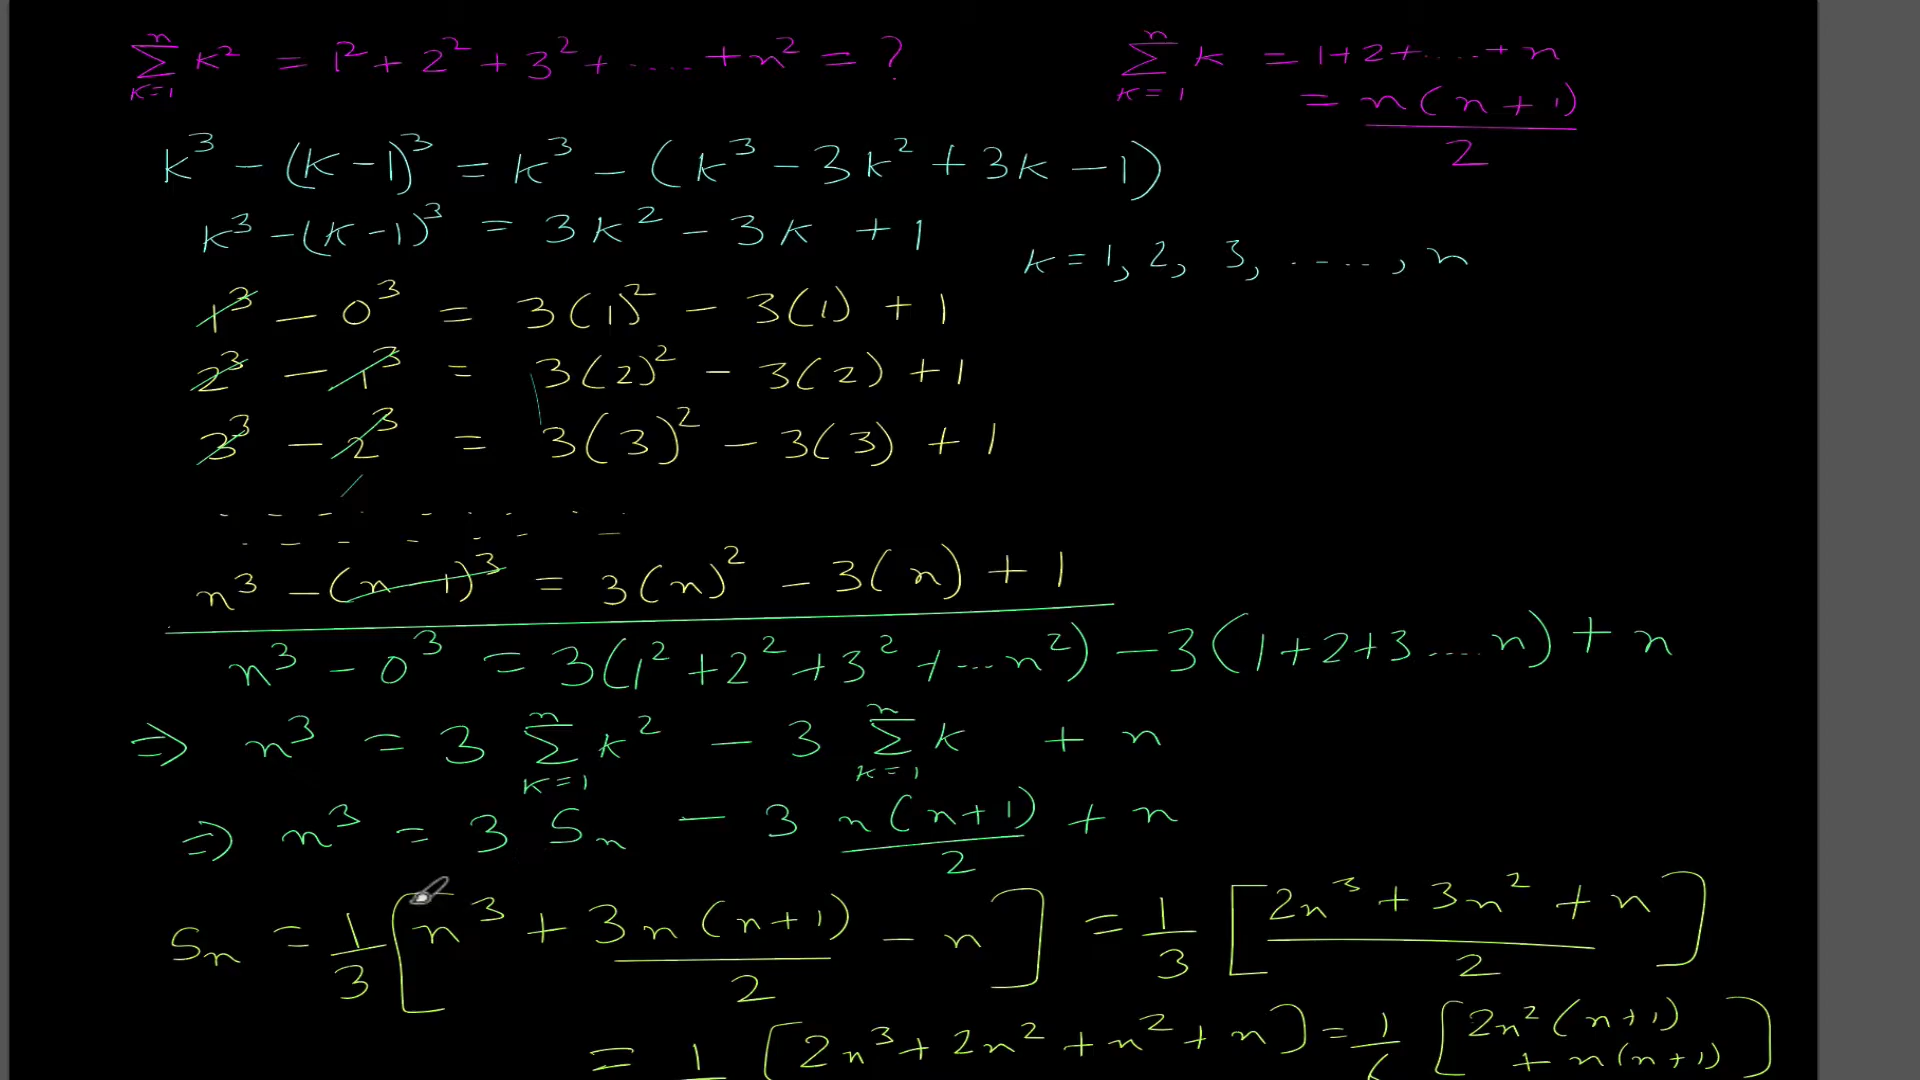 ∑_{k=1}^{n} k² = 1² + 2² + 3² + ..... + n² = ?
∑_{k=1}^{n} k = 1+2+.....+n
= n(n+1)/2
k³ - (k-1)³ = k³ - (k³ - 3k² + 3k - 1)
k³ - (k-1)³ = 3k² - 3k + 1
k = 1, 2, 3, ....., n
1³ - 0³ = 3(1)² - 3(1) + 1
2³ - 1³ = 3(2)² - 3(2) + 1
3³ - 2³ = 3(3)² - 3(3) + 1
n³ - (n-1)³ = 3(n)² - 3(n) + 1
n³ - 0³ = 3(1² + 2² + 3² + ...n²) - 3(1+2+3....n) + n
⇒ n³ = 3 ∑_{k=1}^{n} k² - 3 ∑_{k=1}^{n} k + n
⇒ n³ = 3 Sₙ - 3 n(n+1)/2 + n
Sₙ = 1/3 [n³ + 3n(n+1)/2 - n] = 1/3 [(2n³ + 3n² + n)/2]
= 1 [2n³ + 2n² + n² + n] = 1 [2n²(n+1)
+ n(n+1)]